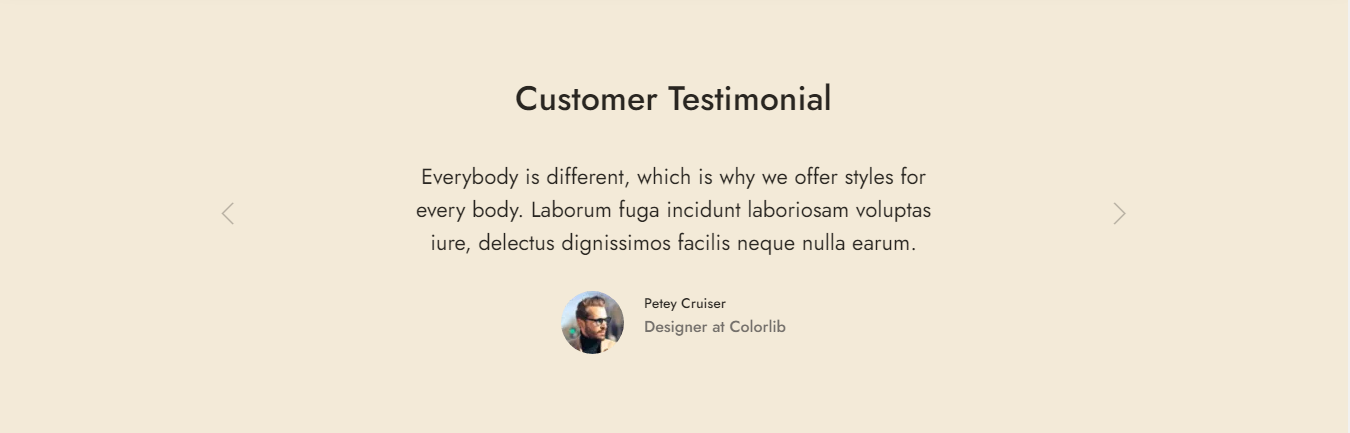 Customer Testimonial
Everybody is different, which is why we offer styles for
every body. Laborum fuga incidunt laboriosam voluptas
iure, delectus dignissimos facilis neque nulla earum.
Petey Cruiser
Designer at Colorlib